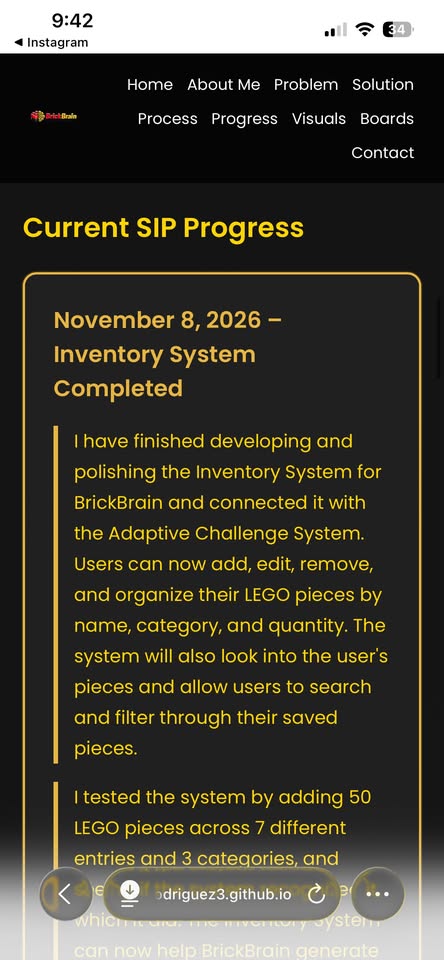 9:42
34
Instagram
Home About Me Problem Solution
BrickBrain
Process Progress Visuals Boards
Contact
Current SIP Progress
November 8, 2026 –
Inventory System
Completed
I have finished developing and
polishing the Inventory System for
BrickBrain and connected it with
the Adaptive Challenge System.
Users can now add, edit, remove,
and organize their LEGO pieces by
name, category, and quantity. The
system will also look into the user's
pieces and allow users to search
and filter through their saved
pieces.
I tested the system by adding 50
LEGO pieces across 7 different
entries and 3 categories, and
odriguez3.github.io
which it did. The Inventory System
can now help BrickBrain generate